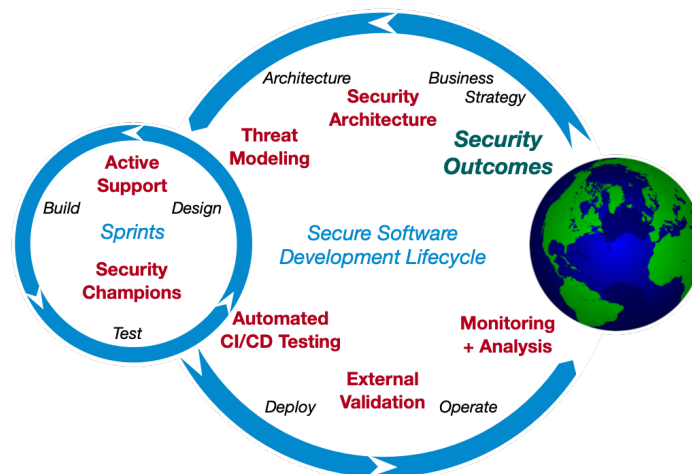 Architecture
Business
Strategy
Security
Architecture
Threat
Modeling
Security
Outcomes
Active
Support
Build
Design
Sprints
Secure Software
Development Lifecycle
Security
Champions
Test
Automated
CI/CD Testing
Monitoring
+ Analysis
External
Validation
Deploy
Operate